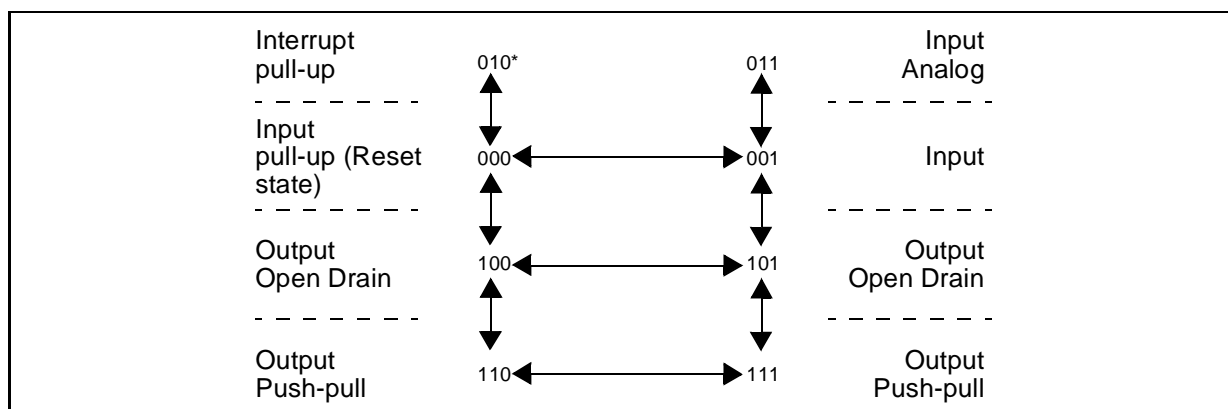 Interrupt
pull-up
010*
011
Input
Analog
Input
pull-up (Reset
state)
000
001
Input
Output
Open Drain
100
101
Output
Open Drain
Output
Push-pull
110
111
Output
Push-pull